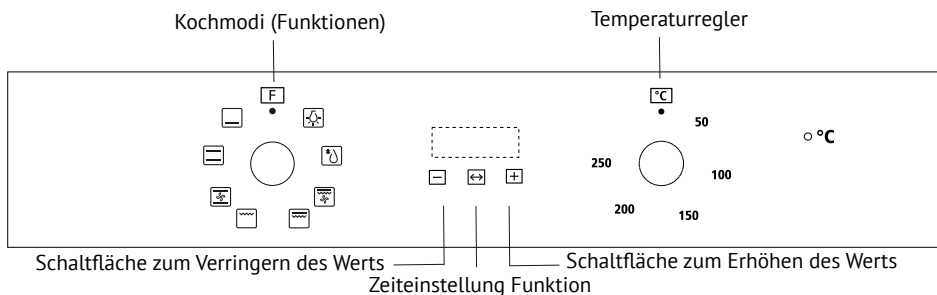 Kochmodi (Funktionen)
Temperaturregler
F
°C
50
°C
250
100
200
150
Schaltfläche zum Verringern des Werts
Schaltfläche zum Erhöhen des Werts
Zeiteinstellung Funktion